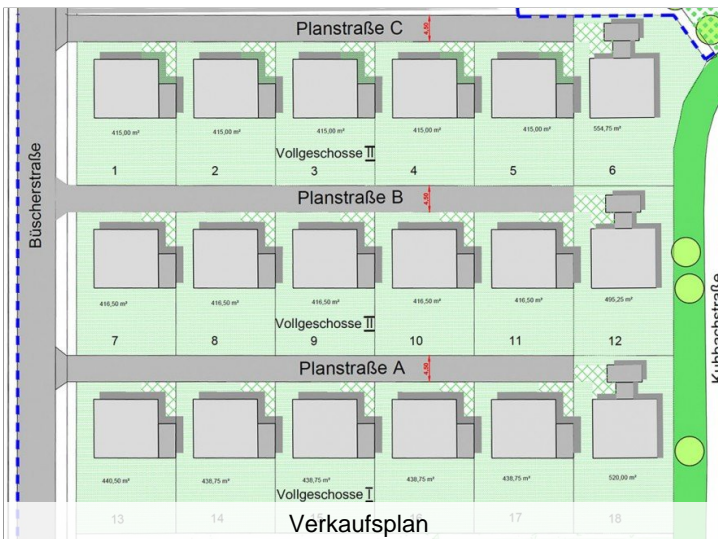 Planstraße C
4,50
415,00 m²
415,00 m²
415,00 m²
415,00 m²
415,00 m²
554,75 m²
Vollgeschosse II
1
2
3
4
5
6
Büscherstraße
Planstraße B
4,50
416,50 m²
416,50 m²
416,50 m²
416,50 m²
416,50 m²
495,25 m²
Vollgeschosse II
7
8
9
10
11
12
Kuhbachstraße
Planstraße A
4,50
440,50 m²
438,75 m²
438,75 m²
438,75 m²
438,75 m²
520,00 m²
Vollgeschosse I
13
14
15
16
17
18
Verkaufsplan